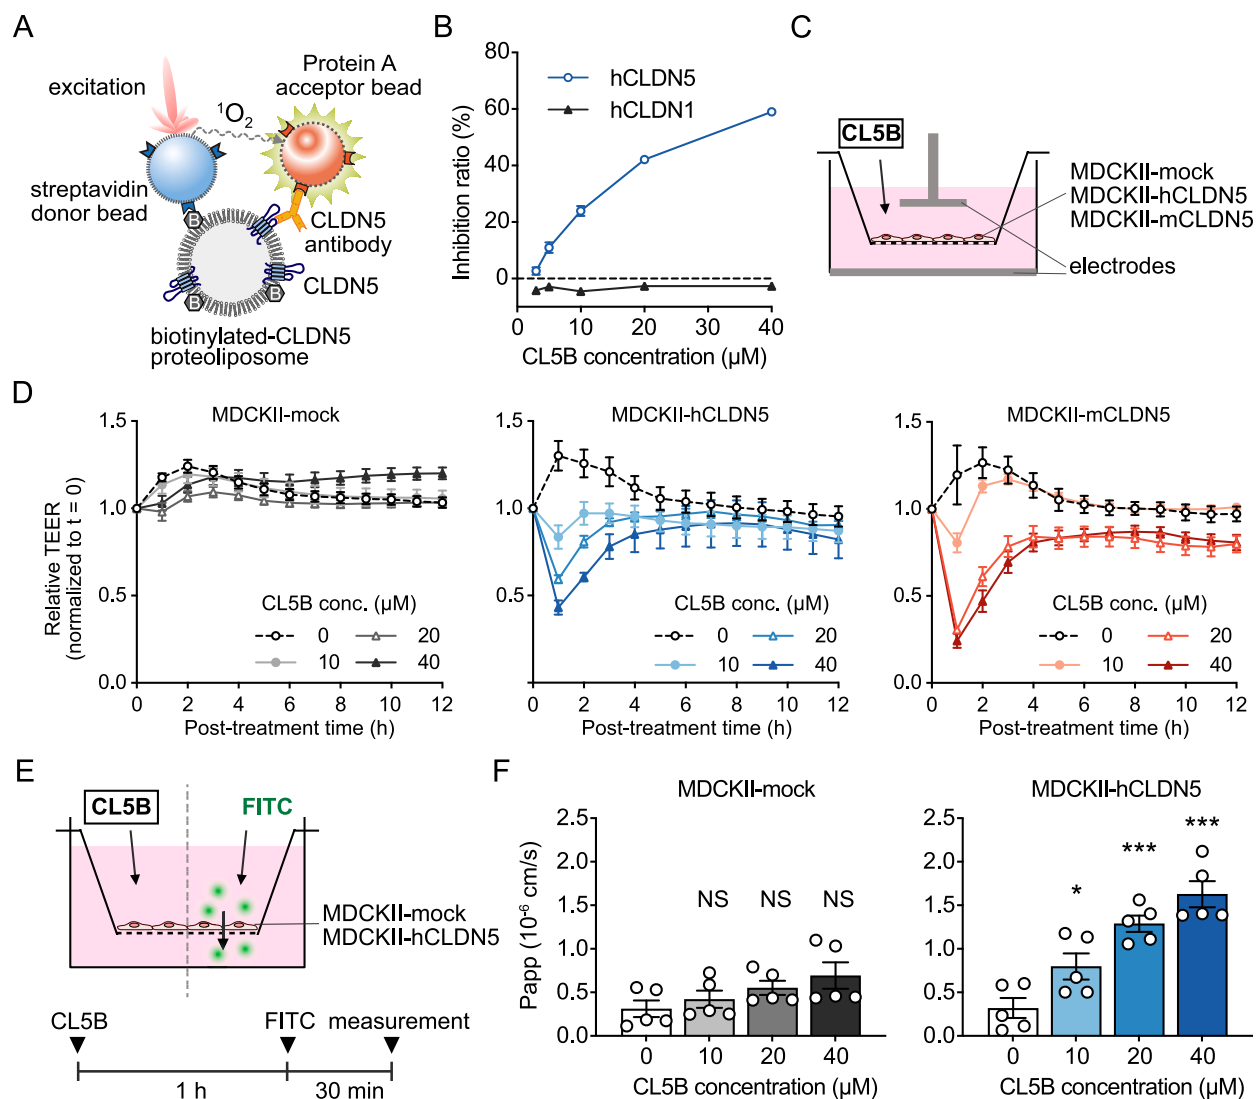 A
excitation
Protein A
acceptor bead
¹O₂
streptavidin
donor bead
B
CLDN5
antibody
CLDN5
B
B
biotinylated-CLDN5
proteoliposome
B
80
60
40
20
0
Inhibition ratio (%)
hCLDN5
hCLDN1
0 10 20 30 40
CL5B concentration (µM)
C
CL5B
MDCKII-mock
MDCKII-hCLDN5
MDCKII-mCLDN5
electrodes
D
Relative TEER
(normalized to t = 0)
MDCKII-mock
1.5
1.0
0.5
0.0
CL5B conc. (µM)
0 20
10 40
0 2 4 6 8 10 12
Post-treatment time (h)
MDCKII-hCLDN5
1.5
1.0
0.5
0.0
CL5B conc. (µM)
0 20
10 40
0 2 4 6 8 10 12
Post-treatment time (h)
MDCKII-mCLDN5
1.5
1.0
0.5
0.0
CL5B conc. (µM)
0 20
10 40
0 2 4 6 8 10 12
Post-treatment time (h)
E
CL5B
FITC
MDCKII-mock
MDCKII-hCLDN5
CL5B FITC measurement
1 h 30 min
F
Papp (10⁻⁶ cm/s)
MDCKII-mock
2.5
2.0
1.5
1.0
0.5
0.0
NS NS NS
0 10 20 40
CL5B concentration (µM)
MDCKII-hCLDN5
2.5
2.0
1.5
1.0
0.5
0.0
* *** ***
0 10 20 40
CL5B concentration (µM)